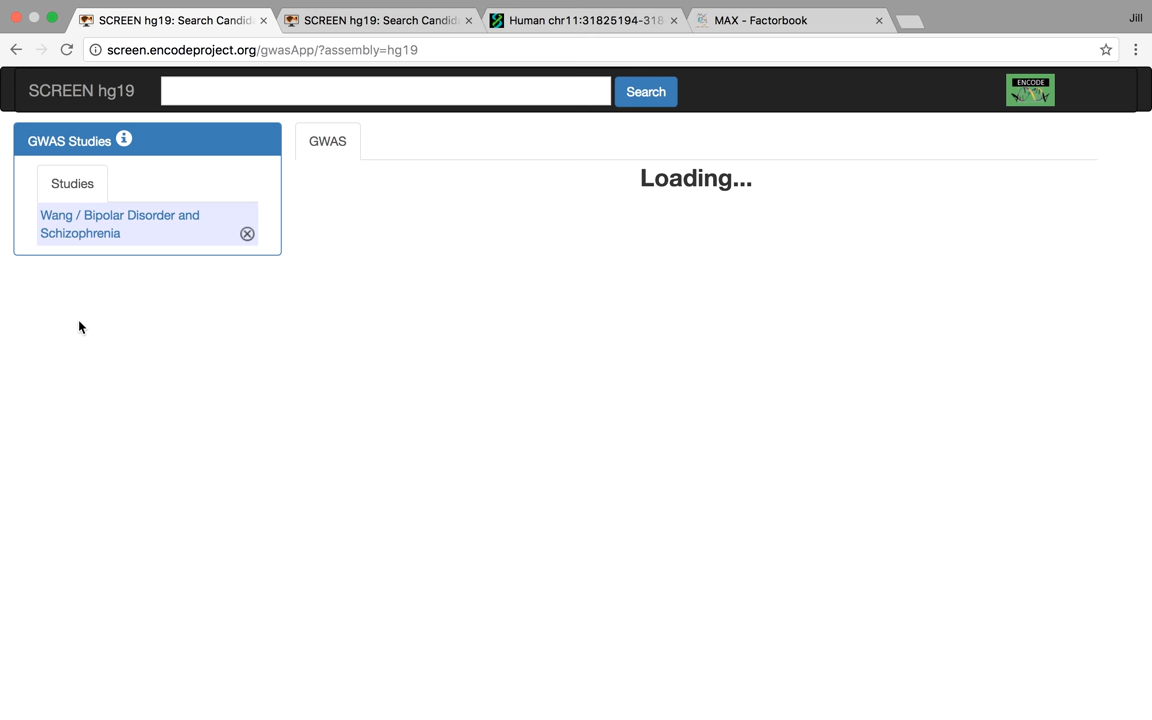 SCREEN hg19: Search Candid
SCREEN hg19: Search Candid
Human chr11:31825194-318
MAX - Factorbook
Jill
screen.encodeproject.org/gwasApp/?assembly=hg19
SCREEN hg19
Search
ENCODE
GWAS Studies
GWAS
Loading...
Studies
Wang / Bipolar Disorder and
Schizophrenia